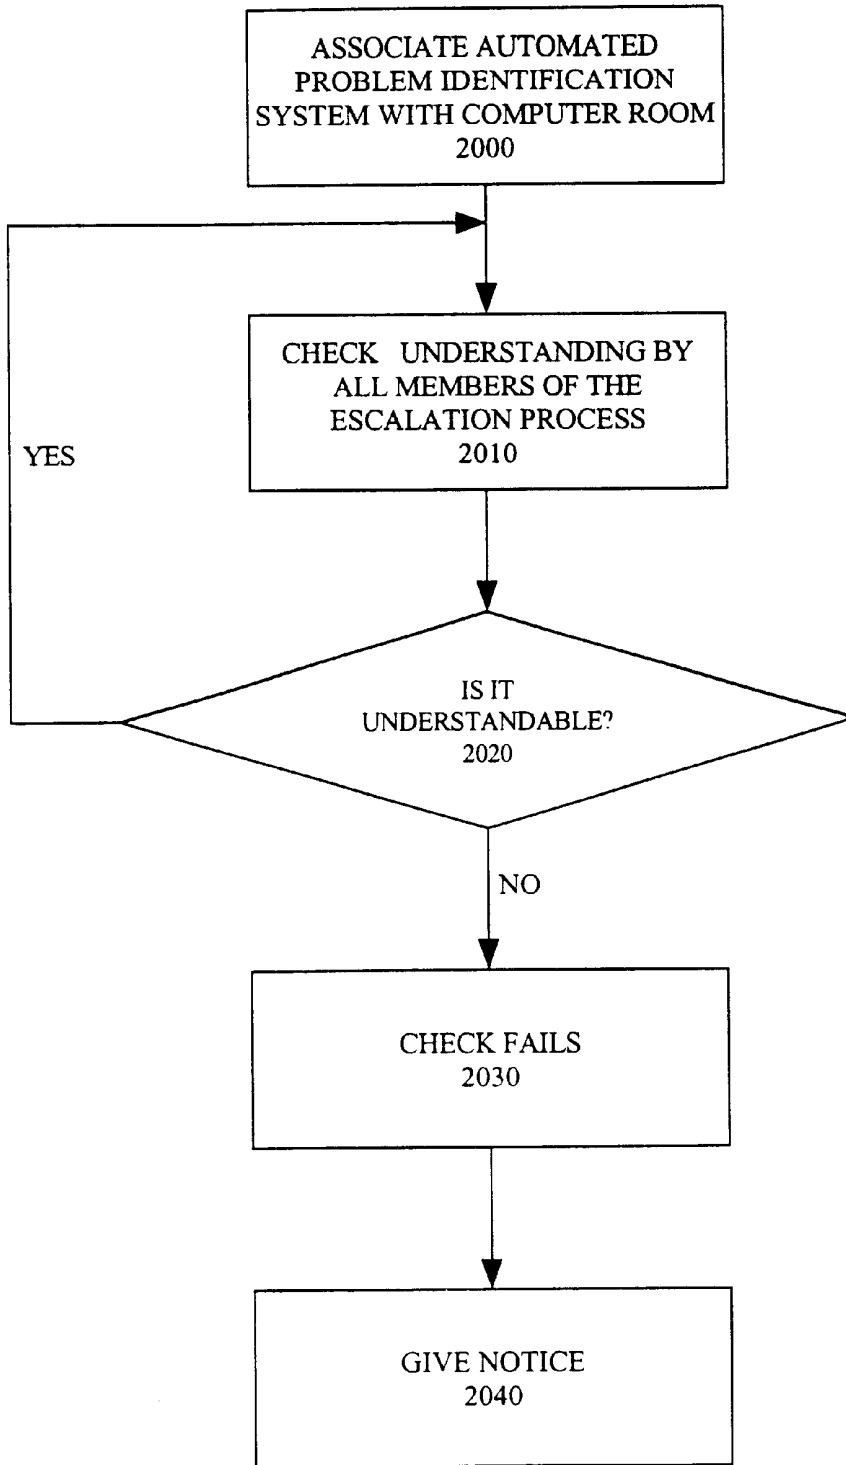 ASSOCIATE AUTOMATED
PROBLEM IDENTIFICATION
SYSTEM WITH COMPUTER ROOM
2000
CHECK UNDERSTANDING BY
ALL MEMBERS OF THE
ESCALATION PROCESS
2010
YES
IS IT
UNDERSTANDABLE?
2020
NO
CHECK FAILS
2030
GIVE NOTICE
2040